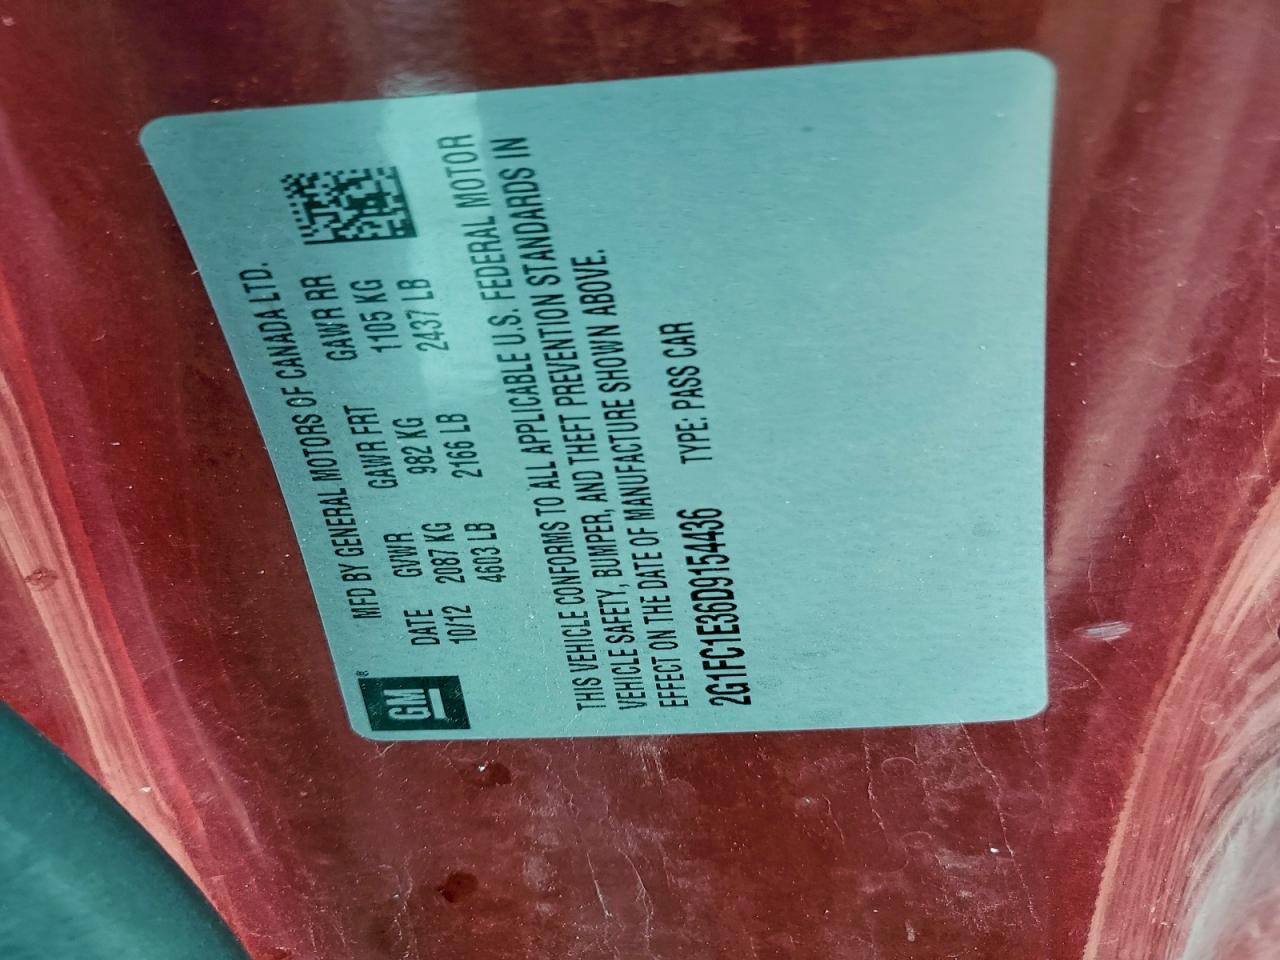 GM®
MFD BY GENERAL MOTORS OF CANADA LTD.
DATE GVWR GAWR FRT GAWR RR
10/12 2087 KG 982 KG 1105 KG
4603 LB 2166 LB 2437 LB
THIS VEHICLE CONFORMS TO ALL APPLICABLE U.S. FEDERAL MOTOR
VEHICLE SAFETY, BUMPER, AND THEFT PREVENTION STANDARDS IN
EFFECT ON THE DATE OF MANUFACTURE SHOWN ABOVE.
2G1FC1E36D9154436 TYPE: PASS CAR